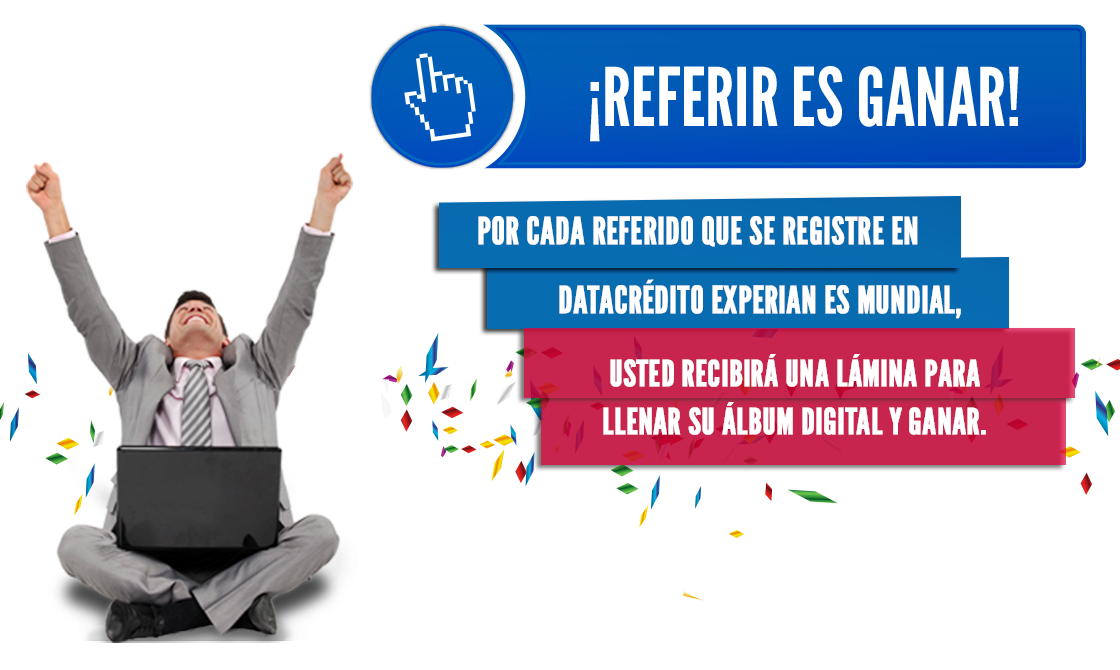 ¡REFERIR ES GANAR!
POR CADA REFERIDO QUE SE REGISTRE EN
DATACRÉDITO EXPERIAN ES MUNDIAL,
USTED RECIBIRÁ UNA LÁMINA PARA
LLENAR SU ÁLBUM DIGITAL Y GANAR.